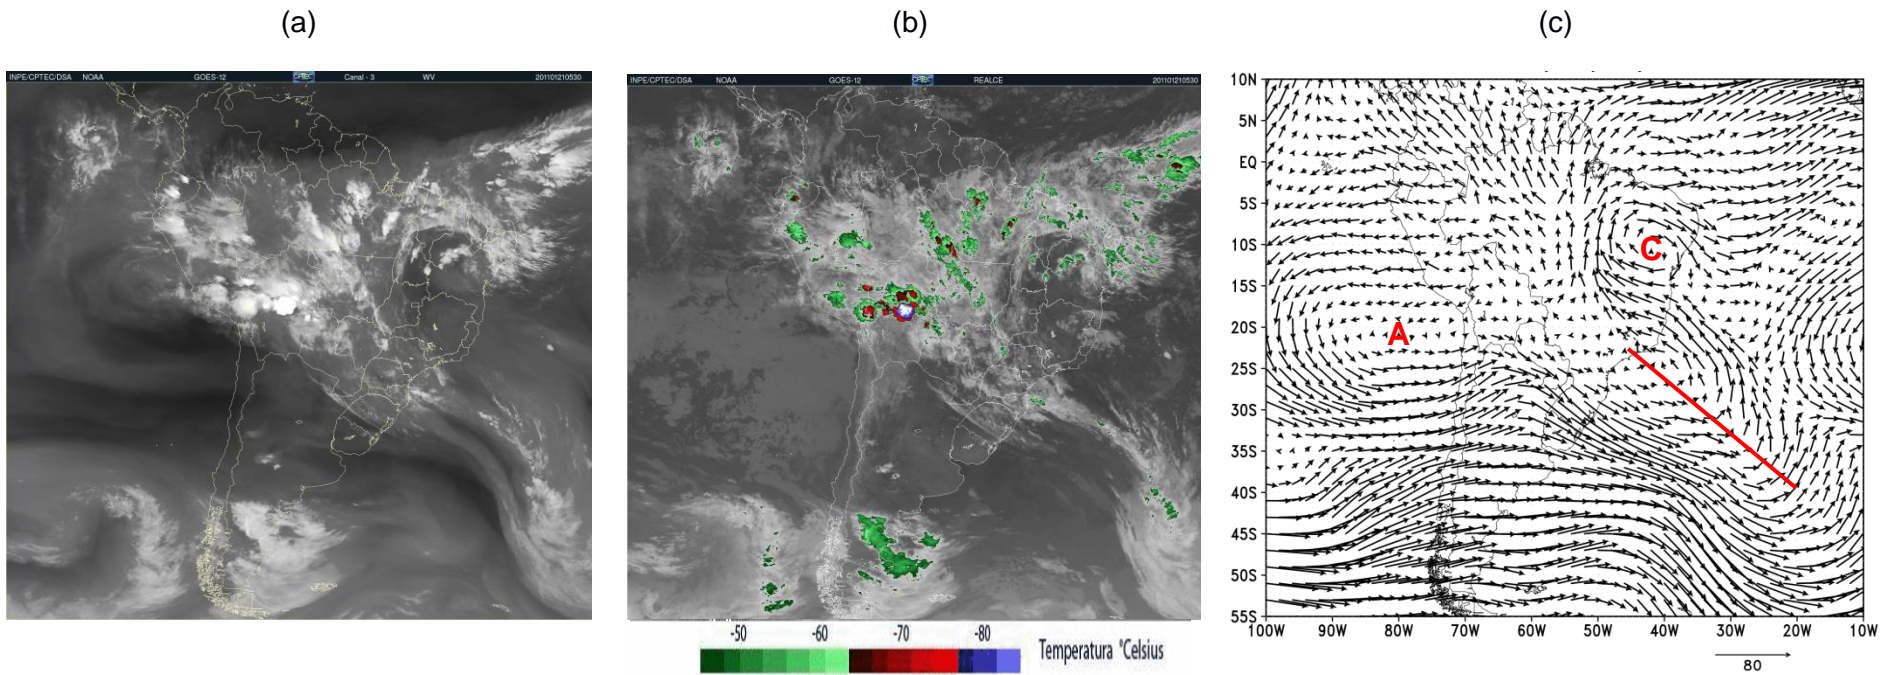 (a)
(b)
(c)
INPE/CPTEC/DSA NOAA GOES-12 CPTEC Canal - 3 WV 201101210530
INPE/CPTEC/DSA NOAA GOES-12 CPTEC REALCE 201101210530
-50 -60 -70 -80
Temperatura °Celsius
10N
5N
EQ
5S
10S
15S
20S
25S
30S
35S
40S
45S
50S
55S
C
A
100W 90W 80W 70W 60W 50W 40W 30W 20W 10W
80